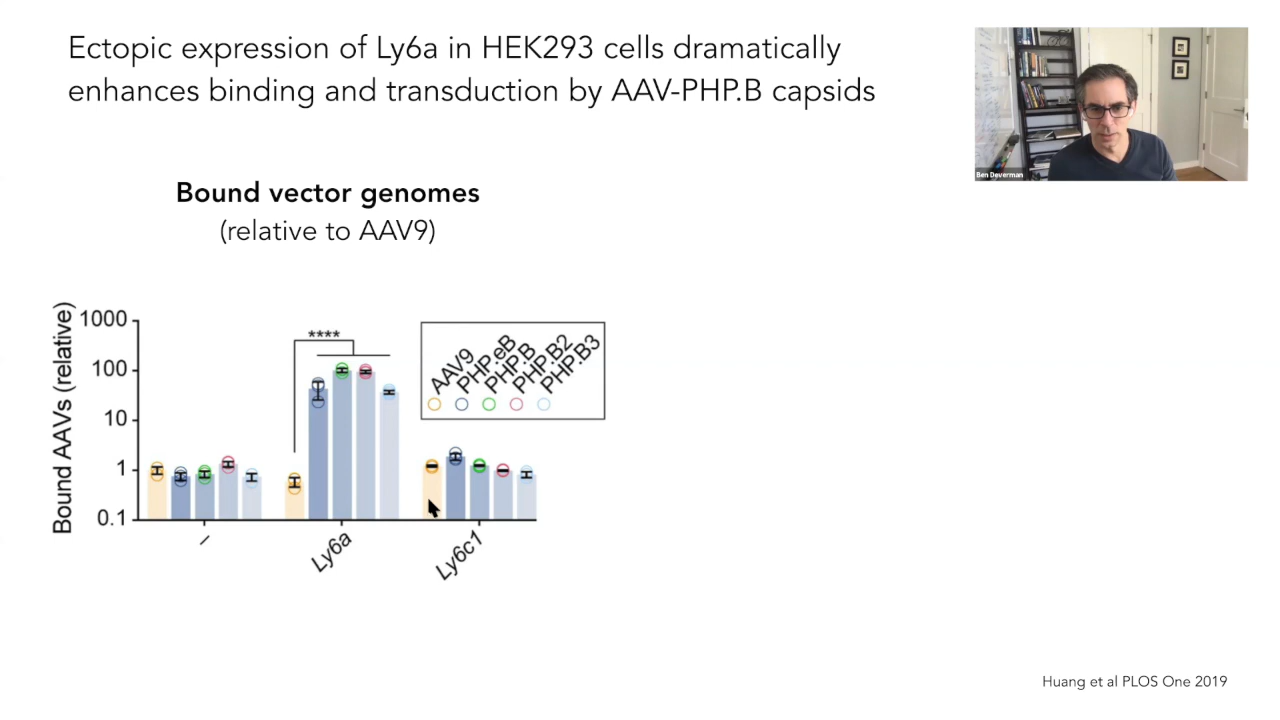 Ectopic expression of Ly6a in HEK293 cells dramatically
enhances binding and transduction by AAV-PHP.B capsids
Ben Deverman
Bound vector genomes
(relative to AAV9)
Bound AAVs (relative)
1000
100
10
1
0.1
****
AAV9
PHP.eB
PHP.B
PHP.B2
PHP.B3
–
Ly6a
Ly6c1
Huang et al PLOS One 2019